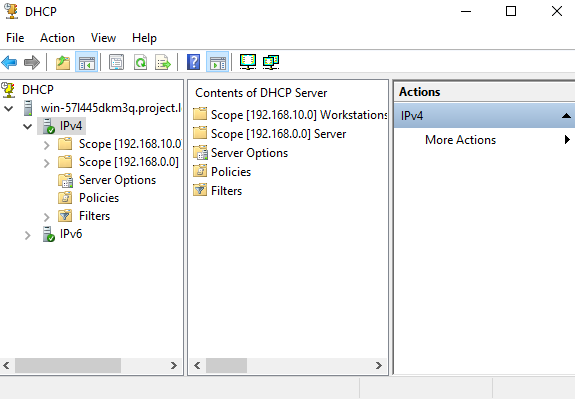 DHCP
File Action View Help
DHCP
win-57l445dkm3q.project.l
IPv4
Scope [192.168.10.0
Scope [192.168.0.0]
Server Options
Policies
Filters
IPv6
Contents of DHCP Server
Scope [192.168.10.0] Workstations
Scope [192.168.0.0] Server
Server Options
Policies
Filters
Actions
IPv4
More Actions